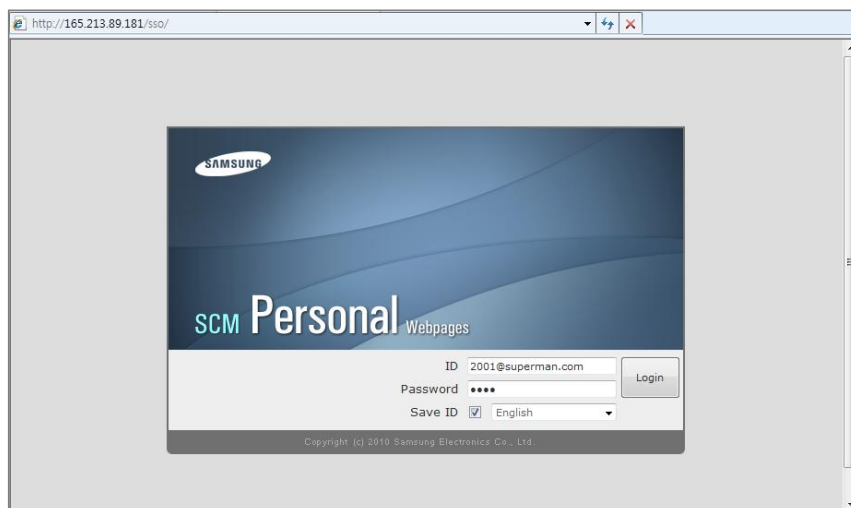 http://165.213.89.181/sso/
SAMSUNG
SCM Personal Webpages
ID 2001@superman.com
Login
Password ••••
Save ID English
Copyright (c) 2010 Samsung Electronics Co., Ltd.